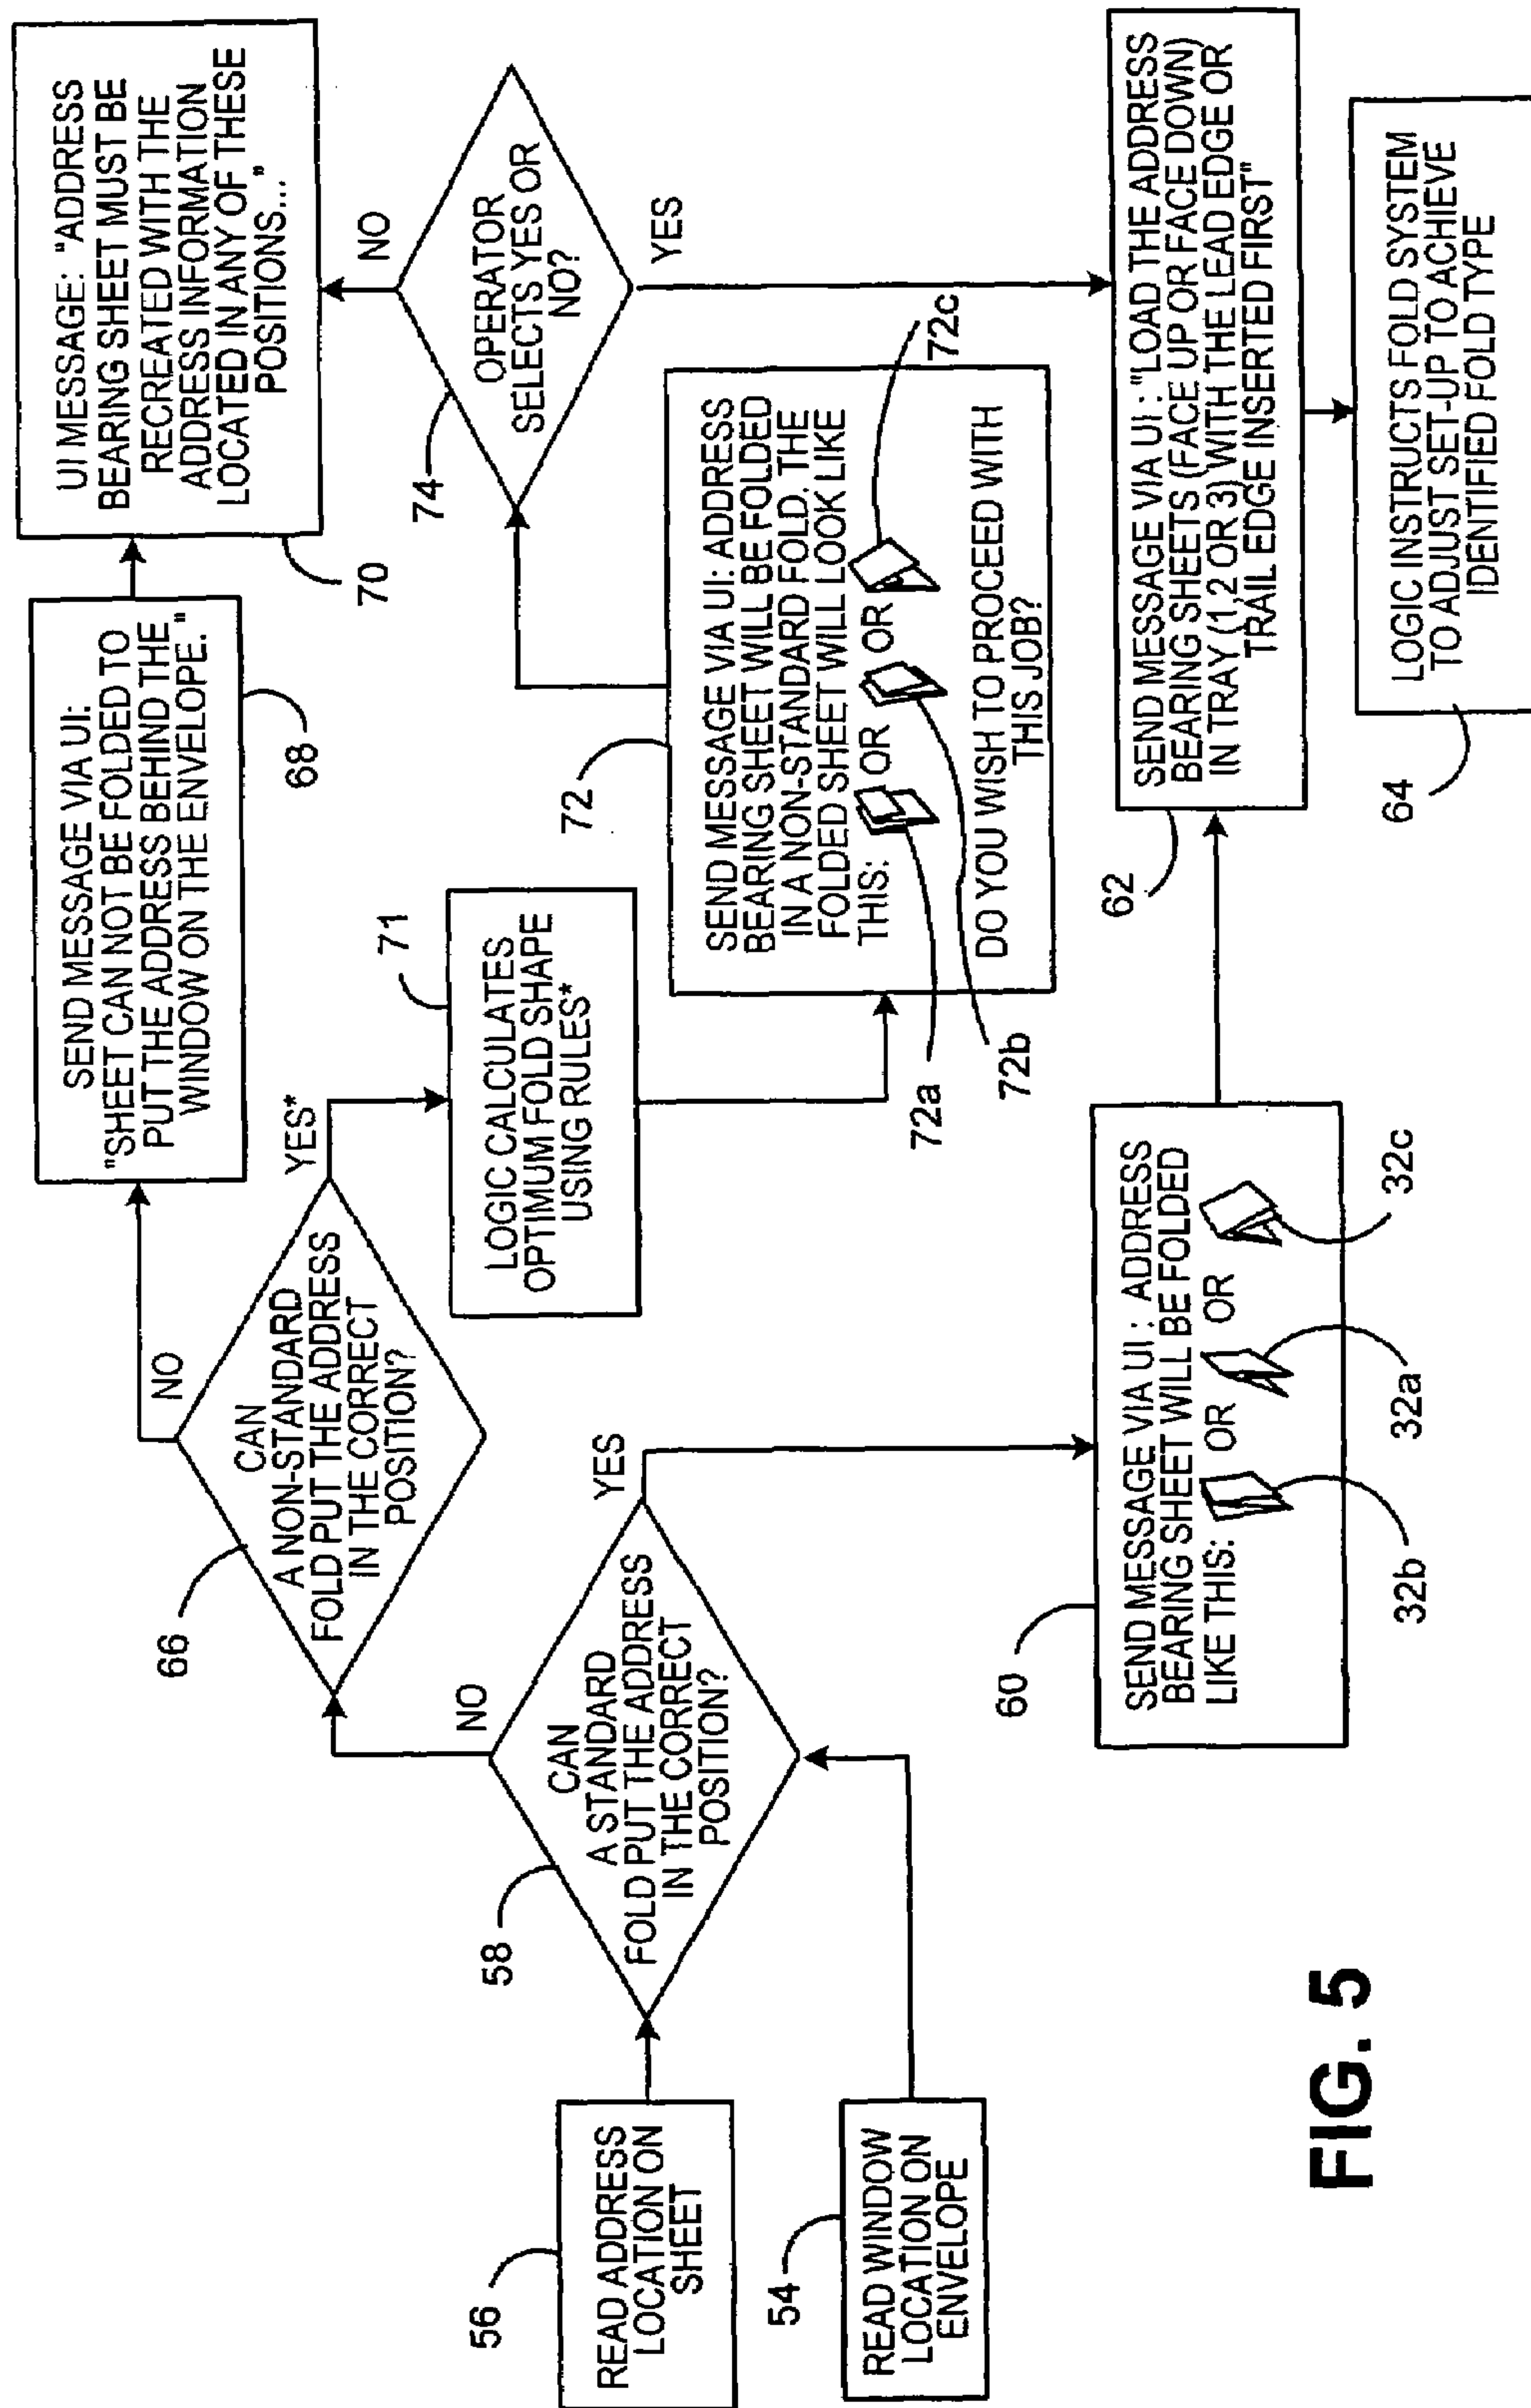 56
READ ADDRESS
LOCATION ON
SHEET
54
READ WINDOW
LOCATION ON
ENVELOPE
58
CAN
A STANDARD
FOLD PUT THE ADDRESS
IN THE CORRECT
POSITION?
NO
YES
66
CAN
A NON-STANDARD
FOLD PUT THE ADDRESS
IN THE CORRECT
POSITION?
NO
YES*
SEND MESSAGE VIA UI:
"SHEET CAN NOT BE FOLDED TO
PUT THE ADDRESS BEHIND THE
WINDOW ON THE ENVELOPE."
68
UI MESSAGE: "ADDRESS
BEARING SHEET MUST BE
RECREATED WITH THE
ADDRESS INFORMATION
LOCATED IN ANY OF THESE
POSITIONS..."
70
71
LOGIC CALCULATES
OPTIMUM FOLD SHAPE
USING RULES*
72
SEND MESSAGE VIA UI: ADDRESS
BEARING SHEET WILL BE FOLDED
IN A NON-STANDARD FOLD. THE
FOLDED SHEET WILL LOOK LIKE
THIS: OR OR
DO YOU WISH TO PROCEED WITH
THIS JOB?
72a
72b
72c
74
OPERATOR
SELECTS YES OR
NO?
NO
YES
60
SEND MESSAGE VIA UI : ADDRESS
BEARING SHEET WILL BE FOLDED
LIKE THIS: OR OR
32b
32a
32c
62
SEND MESSAGE VIA UI : "LOAD THE ADDRESS
BEARING SHEETS (FACE UP OR FACE DOWN)
IN TRAY (1,2 OR 3) WITH THE LEAD EDGE OR
TRAIL EDGE INSERTED FIRST"
64
LOGIC INSTRUCTS FOLD SYSTEM
TO ADJUST SET-UP TO ACHIEVE
IDENTIFIED FOLD TYPE
FIG. 5